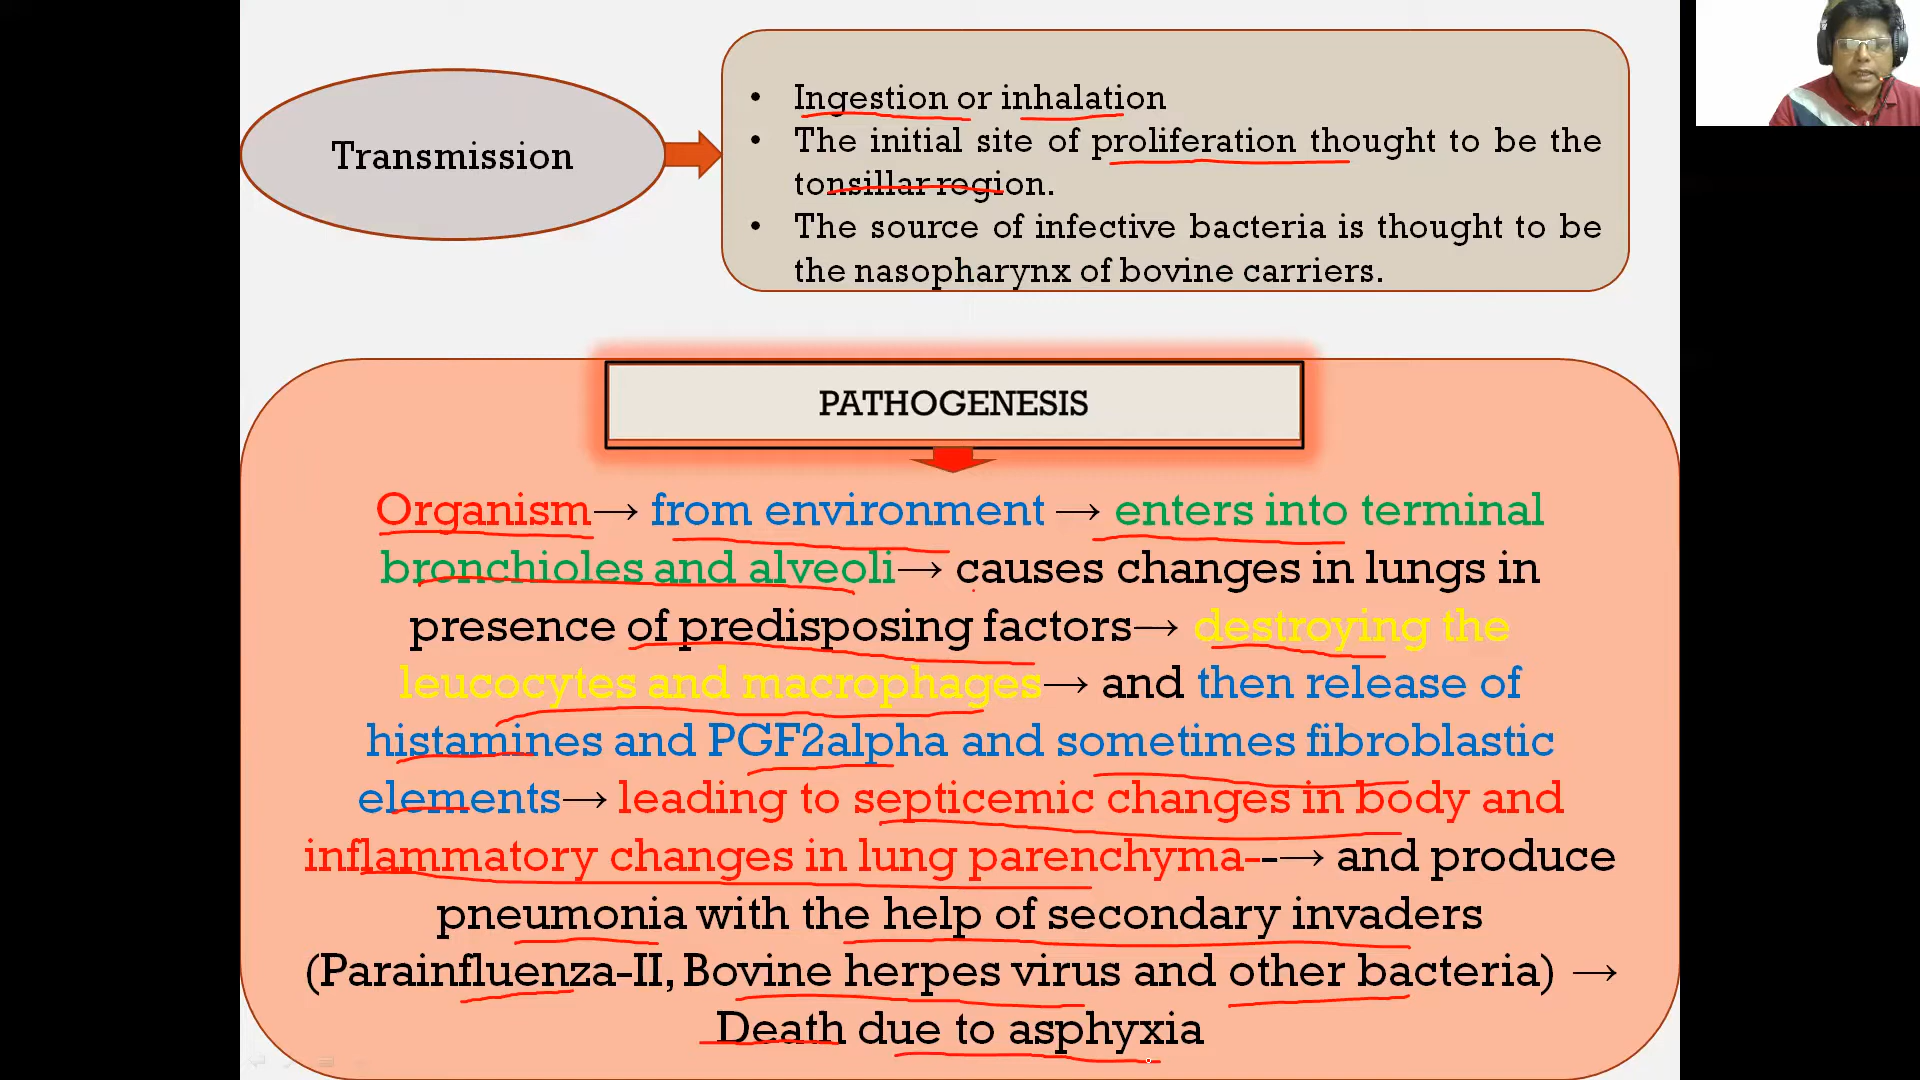 Transmission
• Ingestion or inhalation
• The initial site of proliferation thought to be the
tonsillar region.
• The source of infective bacteria is thought to be
the nasopharynx of bovine carriers.
PATHOGENESIS
Organism→ from environment → enters into terminal
bronchioles and alveoli→ causes changes in lungs in
presence of predisposing factors→ destroying the
leucocytes and macrophages→ and then release of
histamines and PGF2alpha and sometimes fibroblastic
elements→ leading to septicemic changes in body and
inflammatory changes in lung parenchyma--→ and produce
pneumonia with the help of secondary invaders
(Parainfluenza-II, Bovine herpes virus and other bacteria) →
Death due to asphyxia